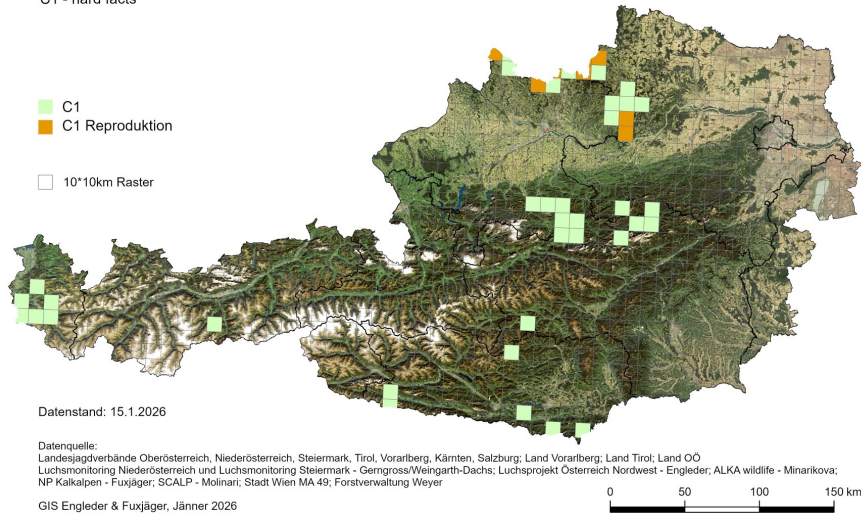 C1 - hard facts
C1
C1 Reproduktion
10*10km Raster
Datenstand: 15.1.2026
Datenquelle:
Landesjagdverbände Oberösterreich, Niederösterreich, Steiermark, Tirol, Vorarlberg, Kärnten, Salzburg; Land Vorarlberg; Land Tirol; Land OÖ
Luchsmonitoring Niederösterreich und Luchsmonitoring Steiermark - Gerngross/Weingarth-Dachs; Luchsprojekt Österreich Nordwest - Engleder; ALKA wildlife - Minarikova;
NP Kalkalpen - Fuxjäger; SCALP - Molinari; Stadt Wien MA 49; Forstverwaltung Weyer
GIS Engleder & Fuxjäger, Jänner 2026
0 50 100 150 km